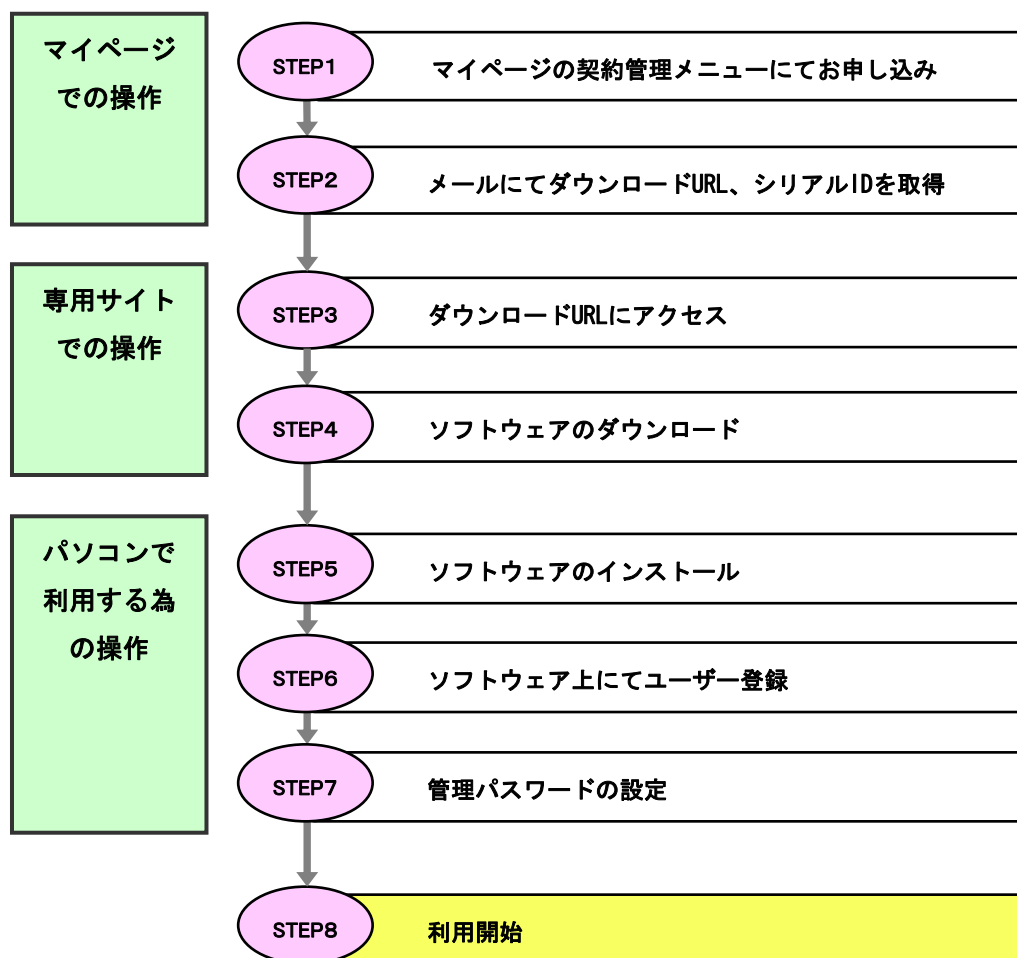 マイページ
での操作
STEP1
マイページの契約管理メニューにてお申し込み
STEP2
メールにてダウンロードURL、シリアルIDを取得
専用サイト
での操作
STEP3
ダウンロードURLにアクセス
STEP4
ソフトウェアのダウンロード
パソコンで
利用する為
の操作
STEP5
ソフトウェアのインストール
STEP6
ソフトウェア上にてユーザー登録
STEP7
管理パスワードの設定
STEP8
利用開始